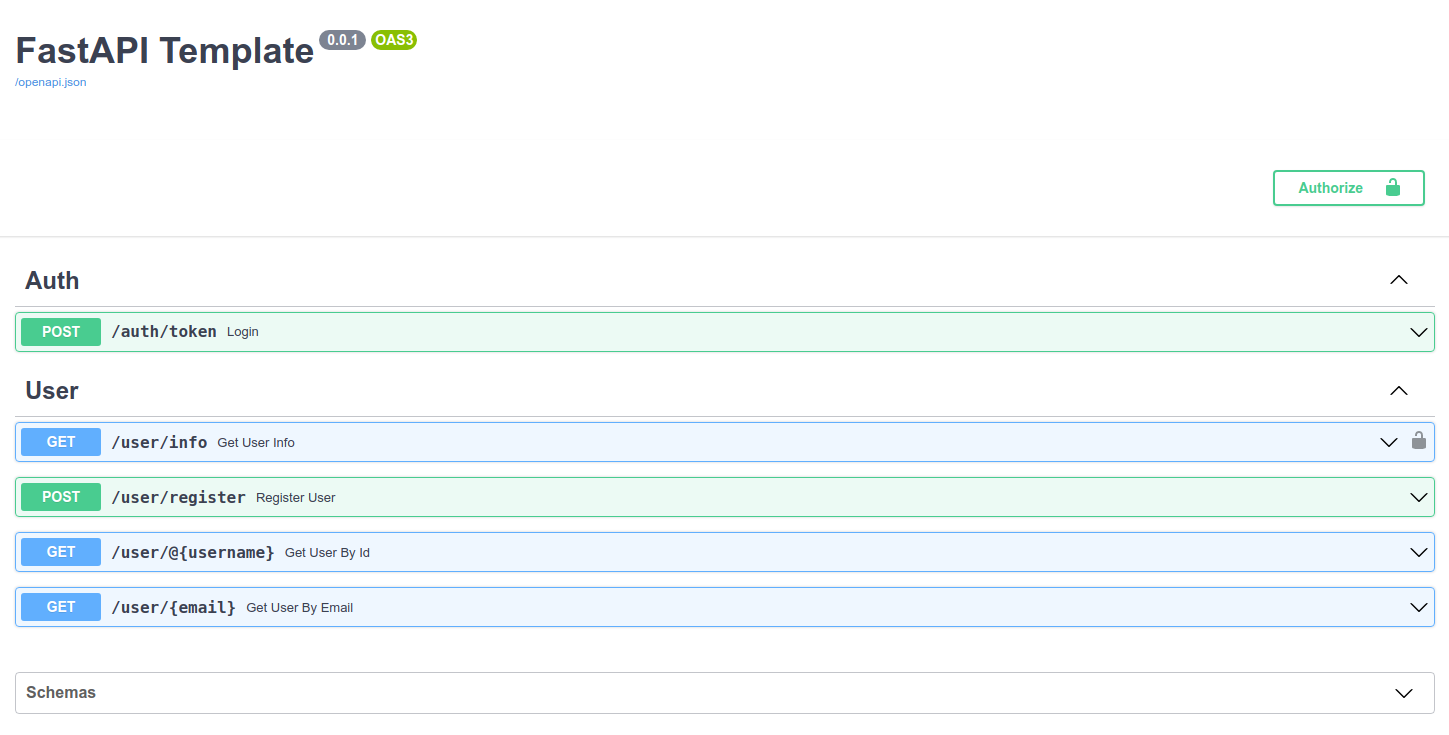 FastAPI Template 0.0.1 OAS3
/openapi.json
Authorize
Auth
POST /auth/token Login
User
GET /user/info Get User Info
POST /user/register Register User
GET /user/@{username} Get User By Id
GET /user/{email} Get User By Email
Schemas